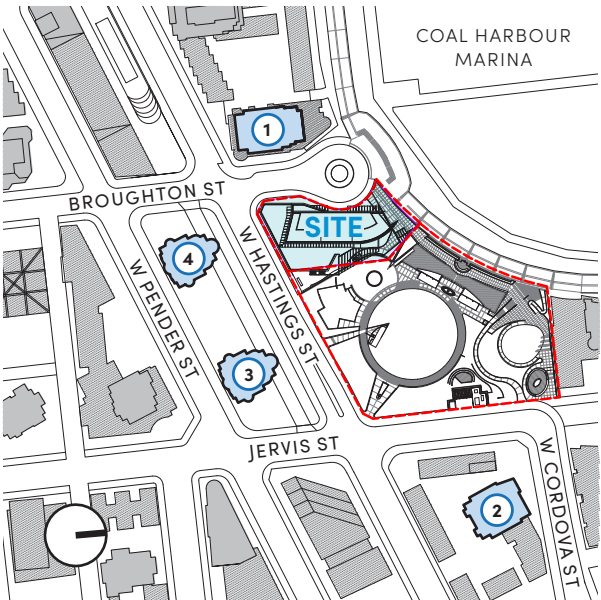 COAL HARBOUR
MARINA
1
BROUGHTON ST
SITE
4
W HASTINGS ST
W PENDER ST
3
JERVIS ST
W CORDOVA ST
2